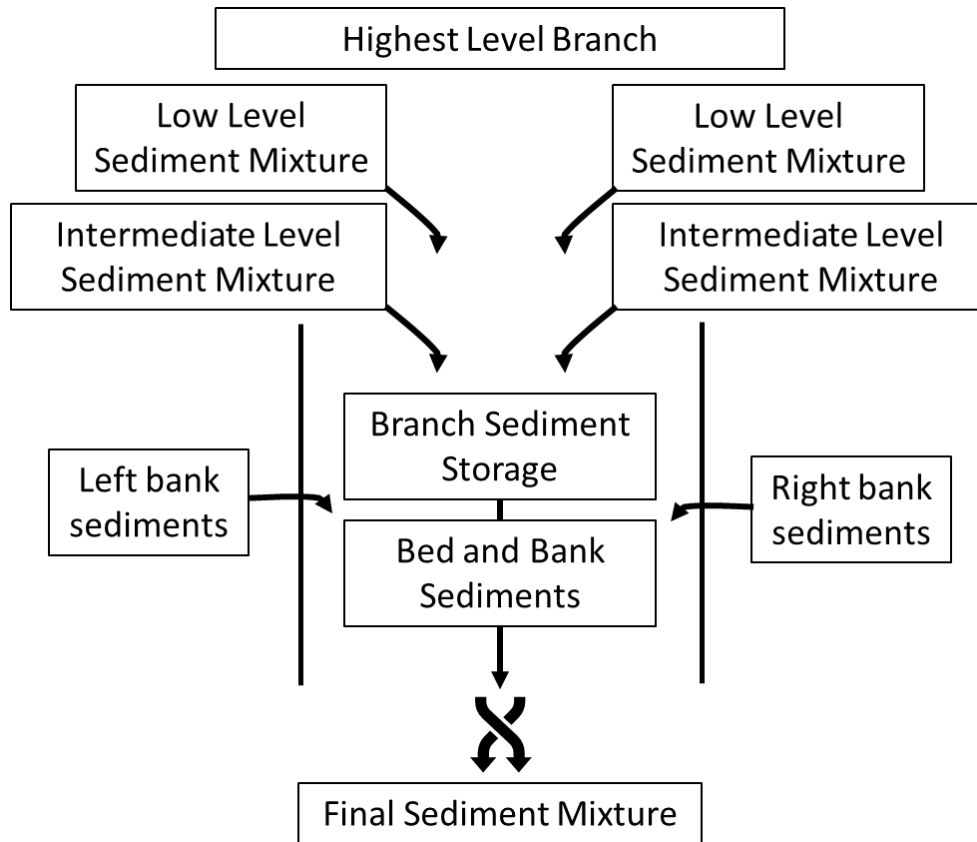 Highest Level Branch
Low Level
Sediment Mixture
Low Level
Sediment Mixture
Intermediate Level
Sediment Mixture
Intermediate Level
Sediment Mixture
Branch Sediment
Storage
Left bank
sediments
Right bank
sediments
Bed and Bank
Sediments
Final Sediment Mixture